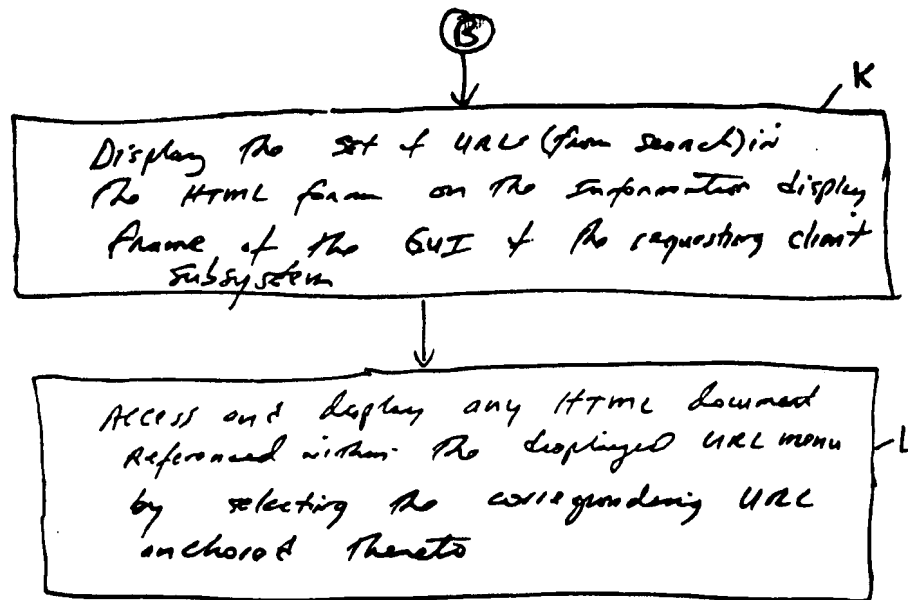 B
K
Display the set of URLs (from search) in
the HTML form on the Information display
frame of the GUI of the requesting client
subsystem
Access and display any HTML document
Referenced within the displayed URL menu
by selecting the corresponding URL
anchored thereto
L